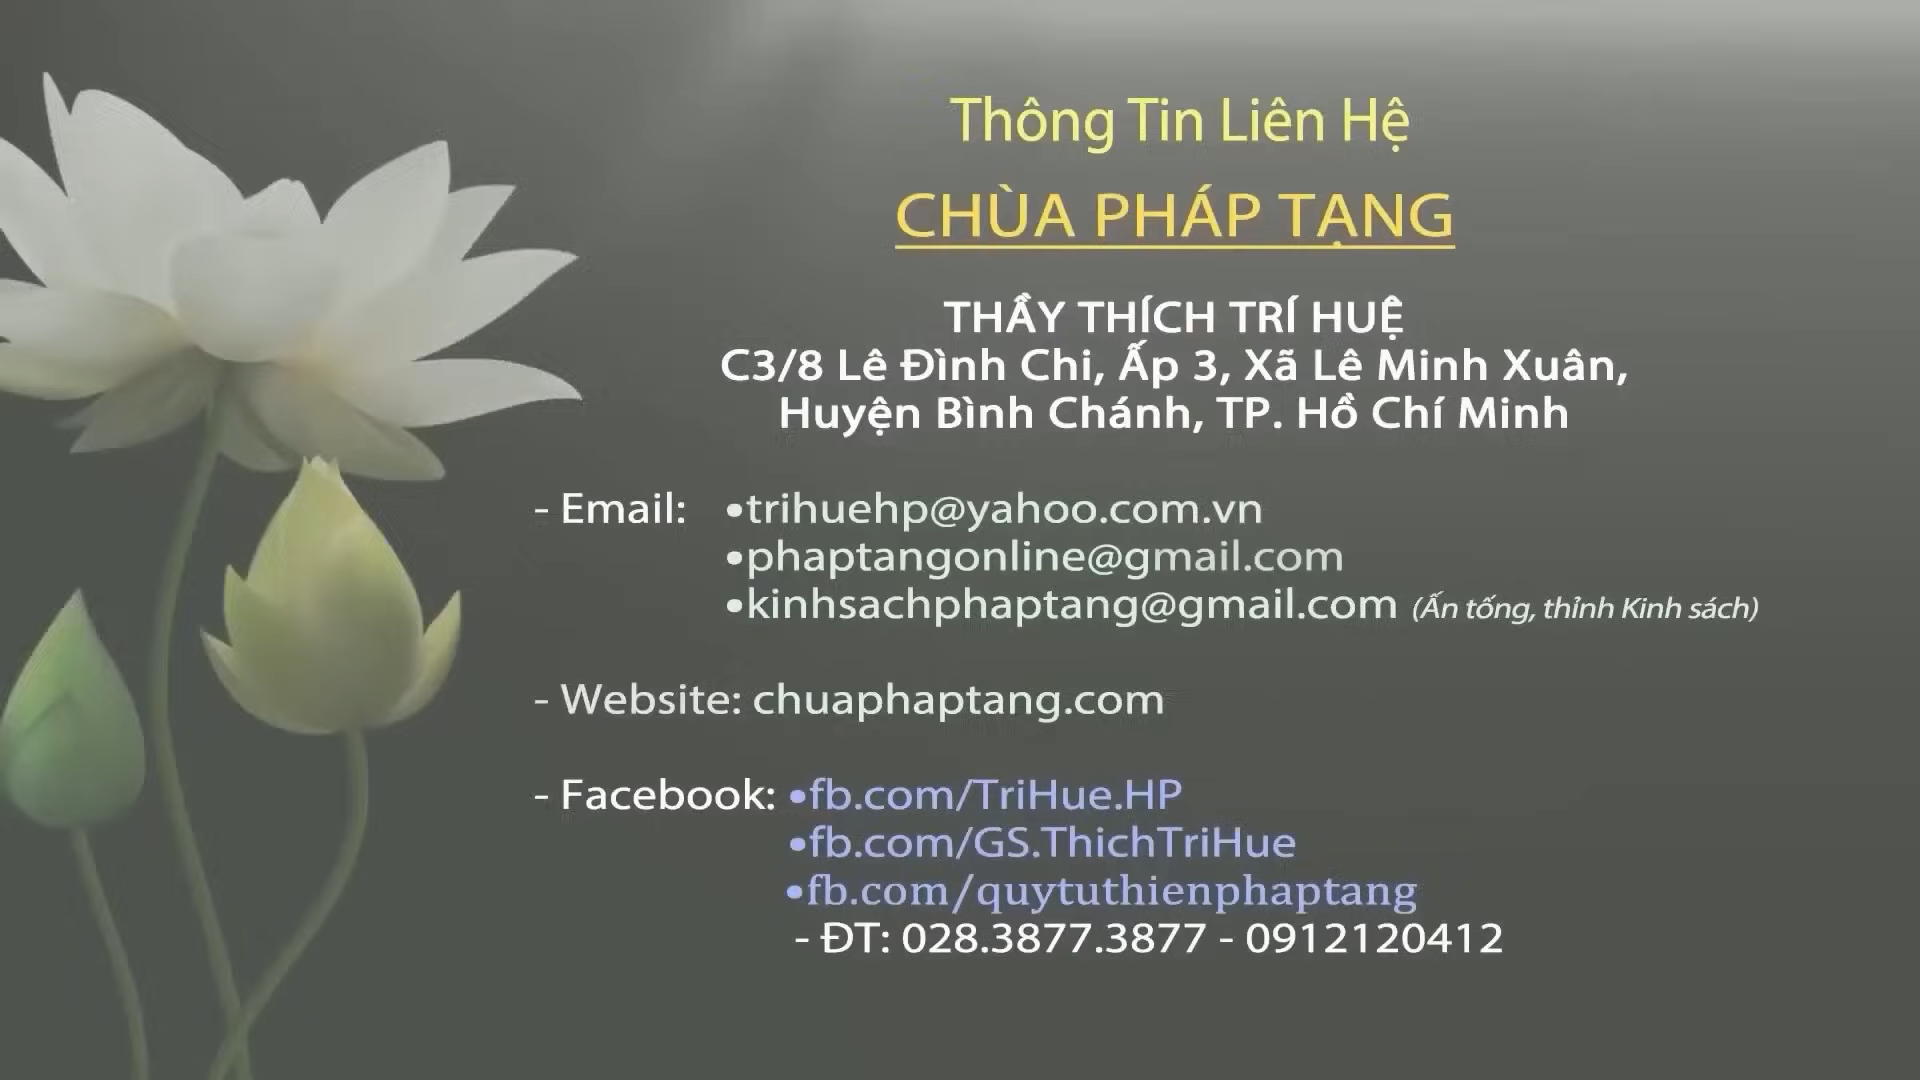 Thông Tin Liên Hệ
CHÙA PHÁP TẠNG
THẦY THÍCH TRÍ HUỆ
C3/8 Lê Đình Chi, Ấp 3, Xã Lê Minh Xuân,
Huyện Bình Chánh, TP. Hồ Chí Minh
- Email: •trihuehp@yahoo.com.vn
•phaptangonline@gmail.com
•kinhsachphaptang@gmail.com (Ấn tống, thỉnh Kinh sách)
- Website: chuaphaptang.com
- Facebook: •fb.com/TriHue.HP
•fb.com/GS.ThichTriHue
•fb.com/quytuthienphaptang
- ĐT: 028.3877.3877 - 0912120412